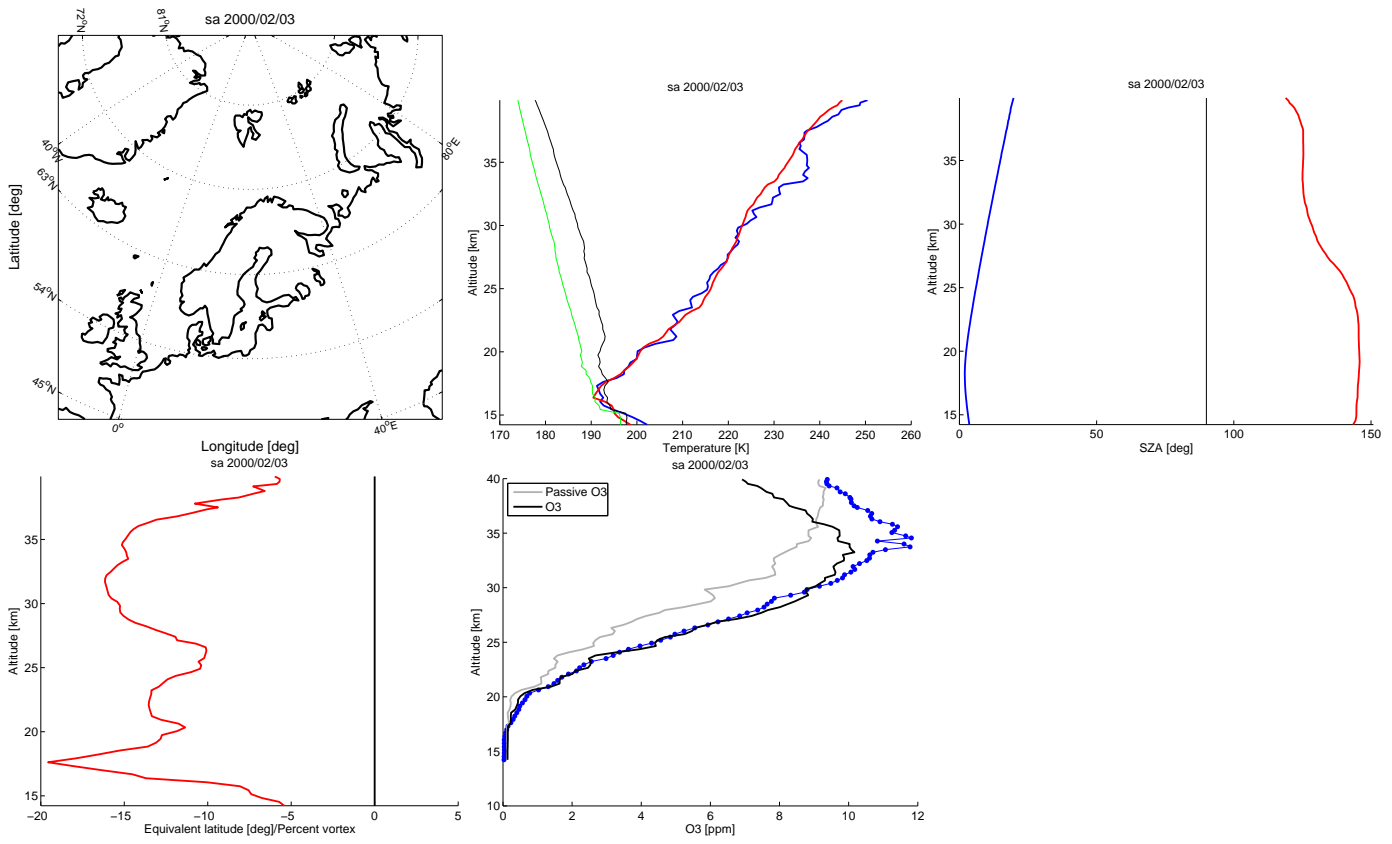 sa 2000/02/03
72°N
81°N
40°W
80°E
63°N
54°N
45°N
0°
40°E
Latitude [deg]
Longitude [deg]
sa 2000/02/03
35
30
25
20
15
170 180 190 200 210 220 230 240 250 260
Altitude [km]
Temperature [K]
sa 2000/02/03
35
30
25
20
15
0 50 100 150
Altitude [km]
SZA [deg]
sa 2000/02/03
35
30
25
20
15
−20 −15 −10 −5 0 5
Altitude [km]
Equivalent latitude [deg]/Percent vortex
sa 2000/02/03
Passive O3
O3
40
35
30
25
20
15
10
0 2 4 6 8 10 12
Altitude [km]
O3 [ppm]